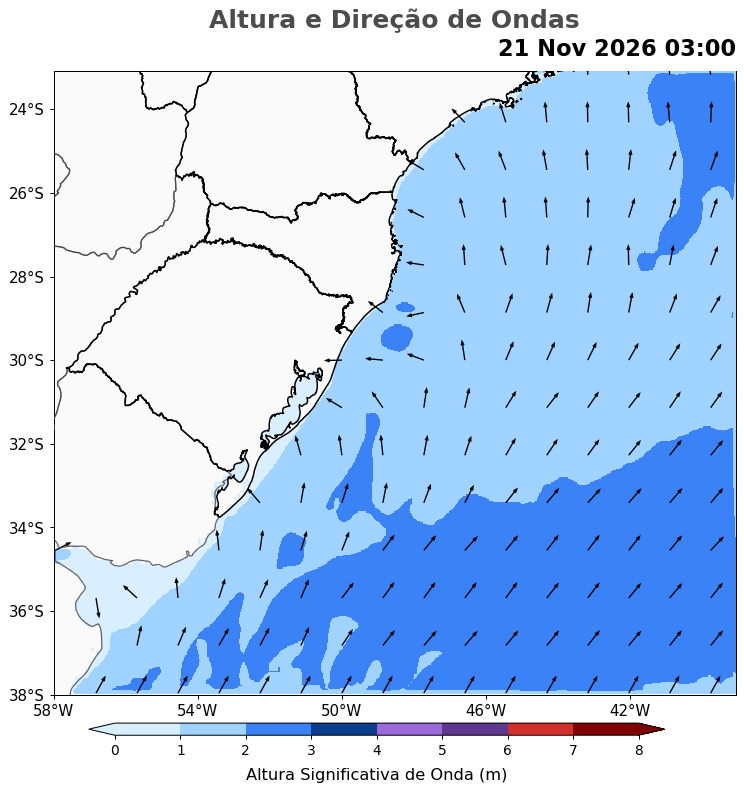 Altura e Direção de Ondas
21 Nov 2026 03:00
24°S
26°S
28°S
30°S
32°S
34°S
36°S
38°S
58°W 54°W 50°W 46°W 42°W
0 1 2 3 4 5 6 7 8
Altura Significativa de Onda (m)